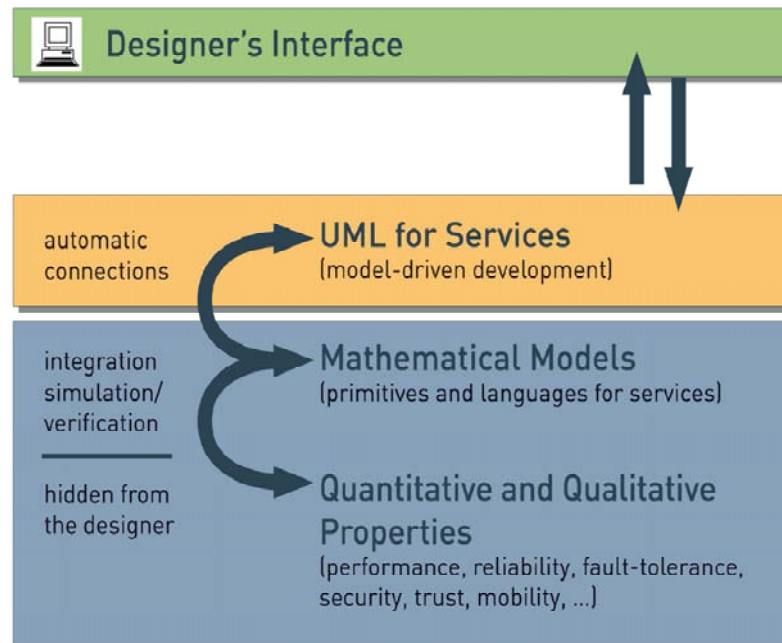 Designer's Interface
automatic
connections
UML for Services
(model-driven development)
integration
simulation/
verification
Mathematical Models
(primitives and languages for services)
hidden from
the designer
Quantitative and Qualitative
Properties
(performance, reliability, fault-tolerance,
security, trust, mobility, ...)